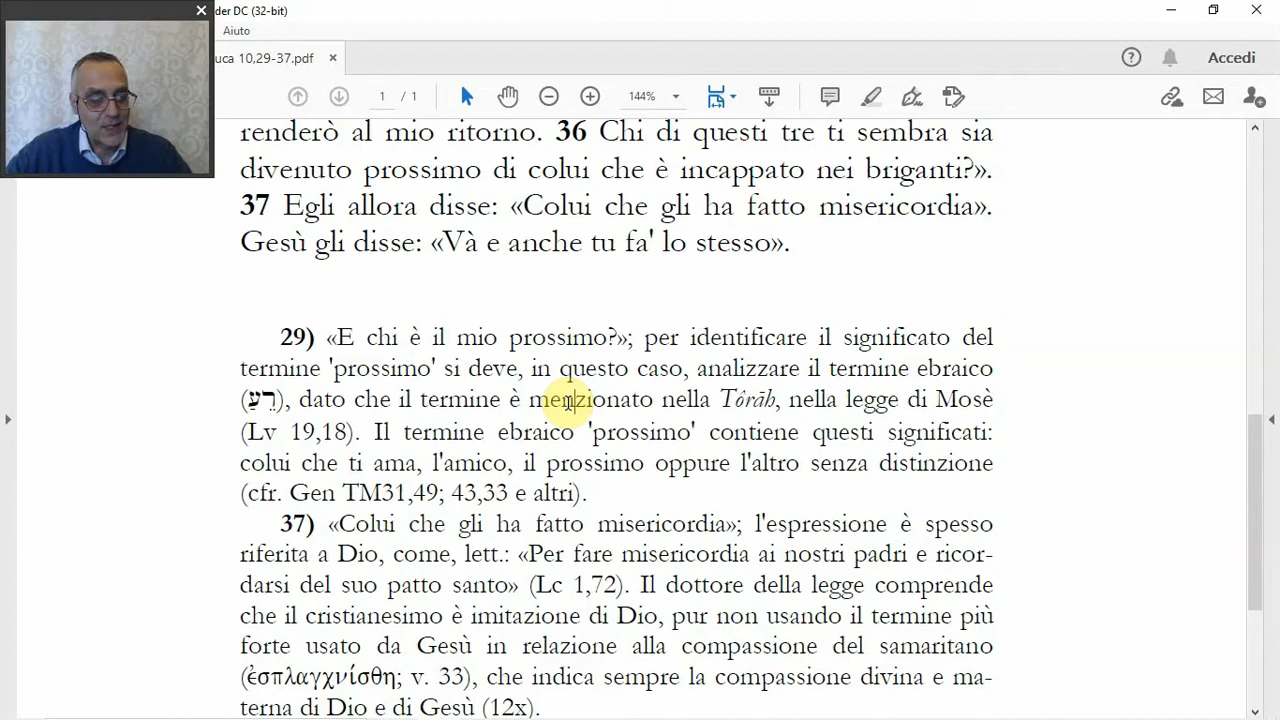 der DC (32-bit)
Aiuto
uca 10,29-37.pdf
Accedi
1 / 1
144%
renderò al mio ritorno. 36 Chi di questi tre ti sembra sia
divenuto prossimo di colui che è incappato nei briganti?».
37 Egli allora disse: «Colui che gli ha fatto misericordia».
Gesù gli disse: «Và e anche tu fa' lo stesso».
29) «E chi è il mio prossimo?»; per identificare il significato del
termine 'prossimo' si deve, in questo caso, analizzare il termine ebraico
(רֵעַ), dato che il termine è menzionato nella Tôrāh, nella legge di Mosè
(Lv 19,18). Il termine ebraico 'prossimo' contiene questi significati:
colui che ti ama, l'amico, il prossimo oppure l'altro senza distinzione
(cfr. Gen TM31,49; 43,33 e altri).
37) «Colui che gli ha fatto misericordia»; l'espressione è spesso
riferita a Dio, come, lett.: «Per fare misericordia ai nostri padri e ricor-
darsi del suo patto santo» (Lc 1,72). Il dottore della legge comprende
che il cristianesimo è imitazione di Dio, pur non usando il termine più
forte usato da Gesù in relazione alla compassione del samaritano
(ἐσπλαγχνίσθη; v. 33), che indica sempre la compassione divina e ma-
terna di Dio e di Gesù (12x).